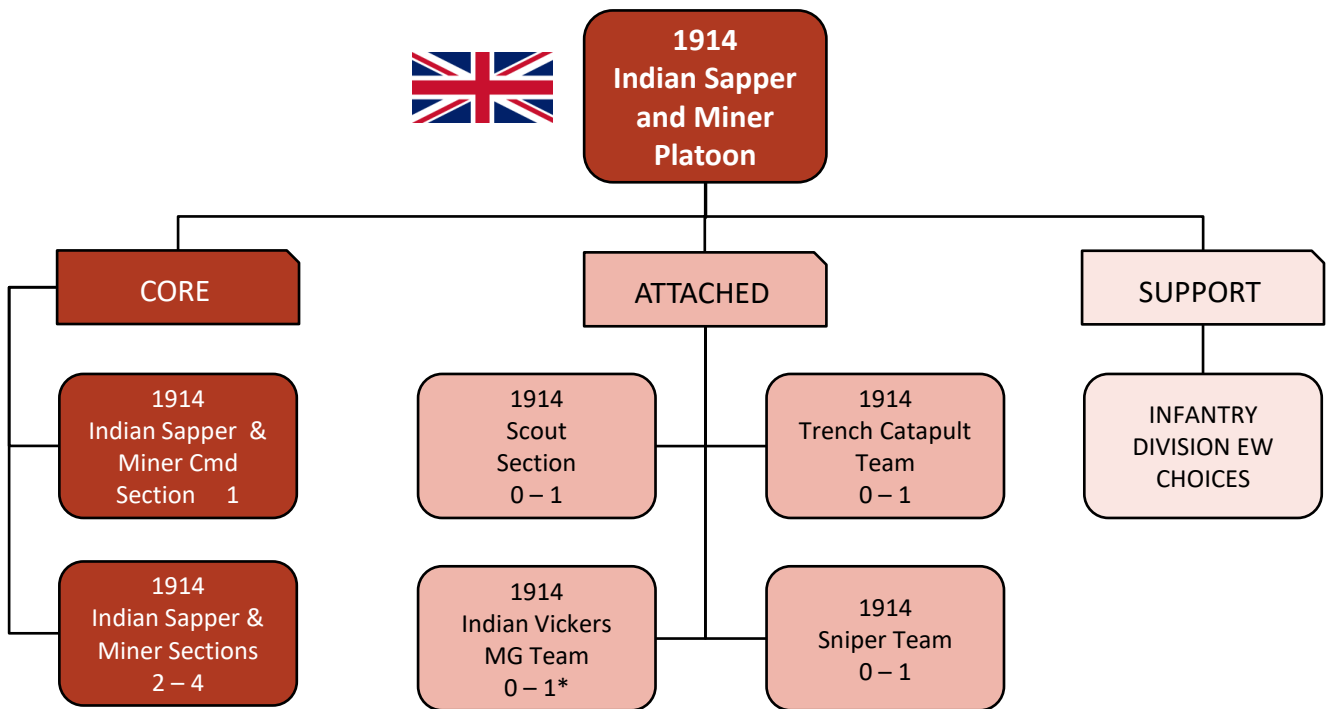 1914
Indian Sapper
and Miner
Platoon
CORE
ATTACHED
SUPPORT
1914
Indian Sapper &
Miner Cmd
Section 1
1914
Scout
Section
0 – 1
1914
Trench Catapult
Team
0 – 1
INFANTRY
DIVISION EW
CHOICES
1914
Indian Sapper &
Miner Sections
2 – 4
1914
Indian Vickers
MG Team
0 – 1*
1914
Sniper Team
0 – 1